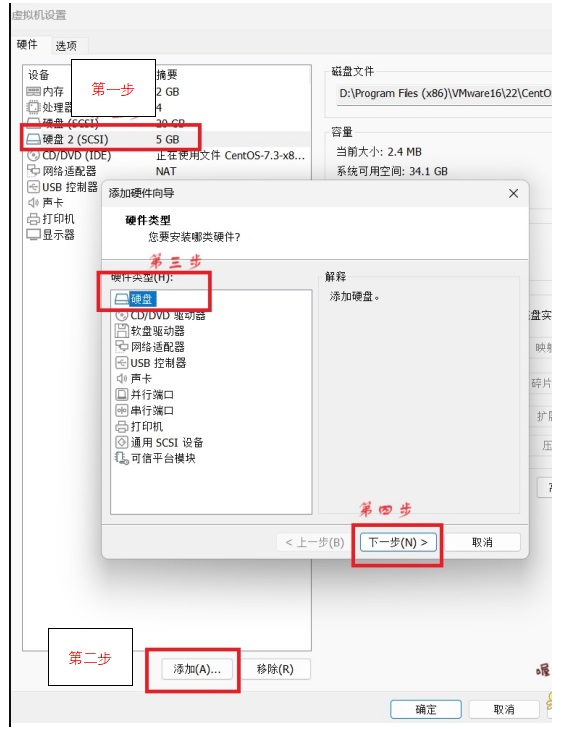 虚拟机设置
硬件
选项
设备
摘要
第一步
内存
2 GB
处理器
4
硬盘 (SCSI)
20 GB
硬盘 2 (SCSI)
5 GB
CD/DVD (IDE)
正在使用文件 CentOS-7.3-x8...
网络适配器
NAT
USB 控制器
声卡
打印机
显示器
磁盘文件
D:\Program Files (x86)\VMware16\22\CentO
容量
当前大小: 2.4 MB
系统可用空间: 34.1 GB
添加硬件向导
硬件类型
您要安装哪类硬件?
第三步
硬件类型(H):
解释
硬盘
添加硬盘。
CD/DVD 驱动器
软盘驱动器
网络适配器
USB 控制器
声卡
并行端口
串行端口
打印机
通用 SCSI 设备
可信平台模块
盘实
映射
碎片
扩展
压
第四步
< 上一步(B)
下一步(N) >
取消
第二步
添加(A)...
移除(R)
喔
确定
取消